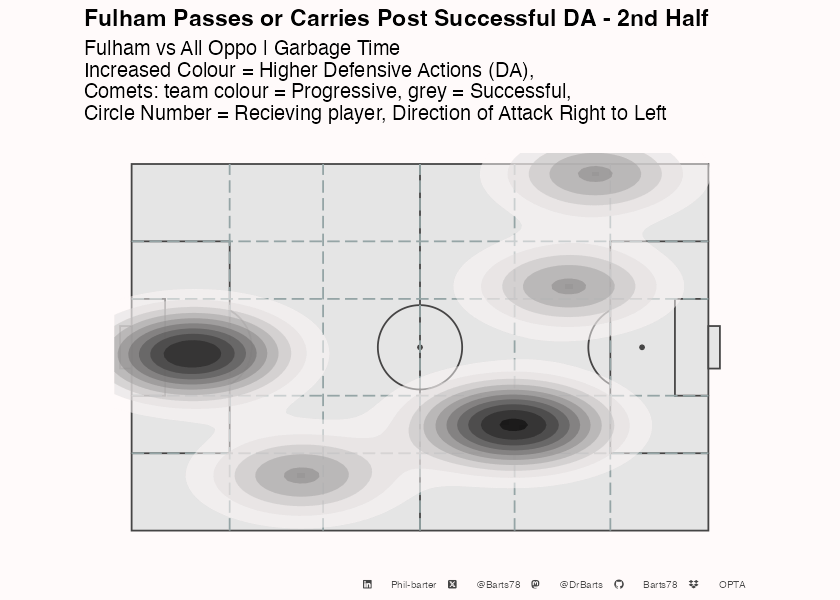 Fulham Passes or Carries Post Successful DA - 2nd Half
Fulham vs All Oppo | Garbage Time
Increased Colour = Higher Defensive Actions (DA),
Comets: team colour = Progressive, grey = Successful,
Circle Number = Recieving player, Direction of Attack Right to Left
Phil-barter @Barts78 @DrBarts Barts78 OPTA